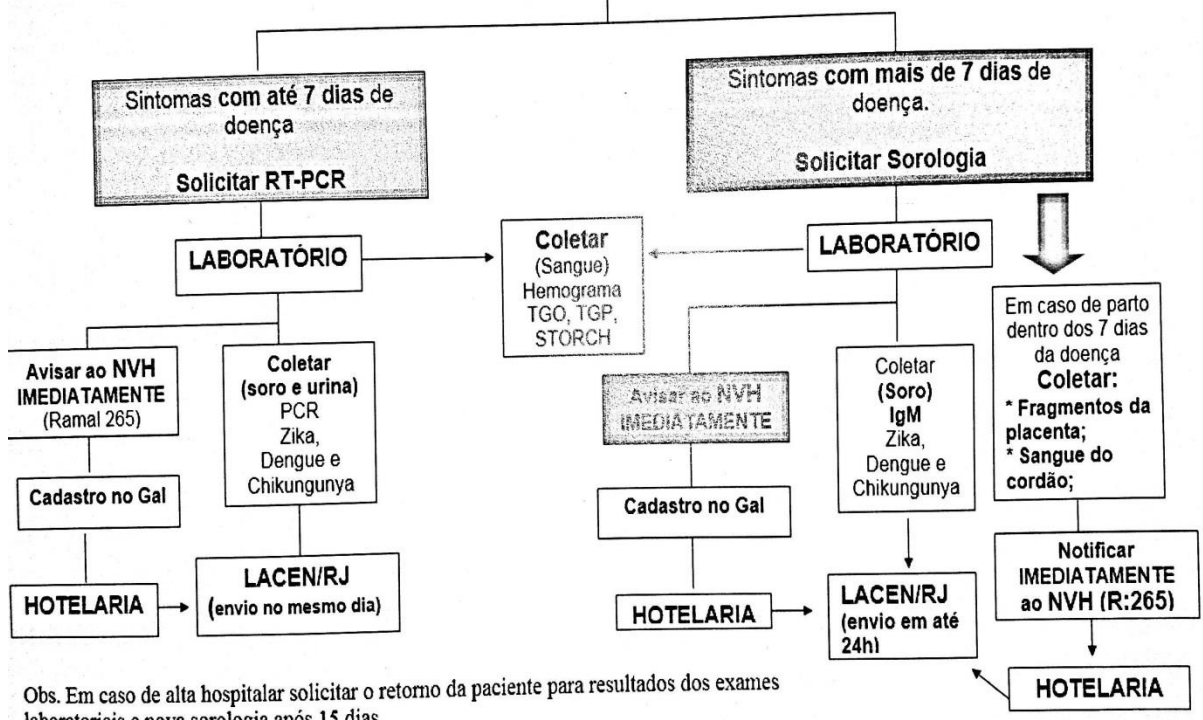 Sintomas com até 7 dias de
doença
Solicitar RT-PCR
Sintomas com mais de 7 dias de
doença.
Solicitar Sorologia
LABORATÓRIO
Coletar
(Sangue)
Hemograma
TGO, TGP,
STORCH
LABORATÓRIO
Avisar ao NVH
IMEDIATAMENTE
(Ramal 265)
Coletar
(soro e urina)
PCR
Zika,
Dengue e
Chikungunya
Avisar ao NVH
IMEDIATAMENTE
Coletar
(Soro)
IgM
Zika,
Dengue e
Chikungunya
Em caso de parto
dentro dos 7 dias
da doença
Coletar:
* Fragmentos da
placenta;
* Sangue do
cordão;
Cadastro no Gal
Cadastro no Gal
HOTELARIA
LACEN/RJ
(envio no mesmo dia)
HOTELARIA
LACEN/RJ
(envio em até
24h)
Notificar
IMEDIATAMENTE
ao NVH (R:265)
HOTELARIA
Obs. Em caso de alta hospitalar solicitar o retorno da paciente para resultados dos exames
laboratoriais e nova sorologia após 15 dias